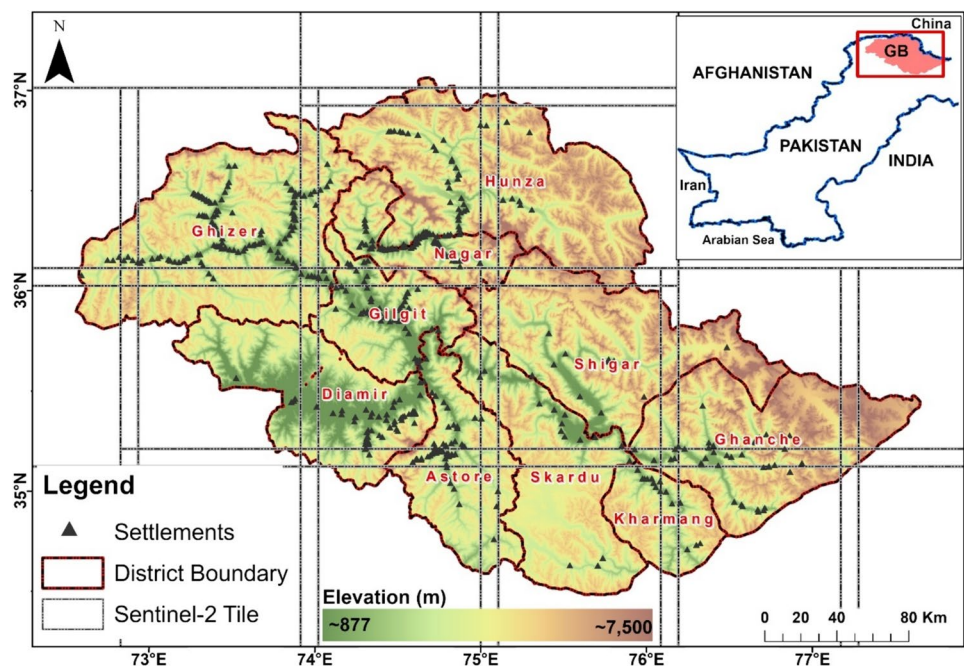 N
China
GB
AFGHANISTAN
PAKISTAN
INDIA
Iran
Arabian Sea
37°N
36°N
35°N
Hunza
Ghizer
Nagar
Gilgit
Shigar
Diamir
Ghanche
Astore
Skardu
Kharmang
Legend
Settlements
District Boundary
Sentinel-2 Tile
Elevation (m)
~877
~7,500
0 20 40 80 Km
73°E
74°E
75°E
76°E
77°E